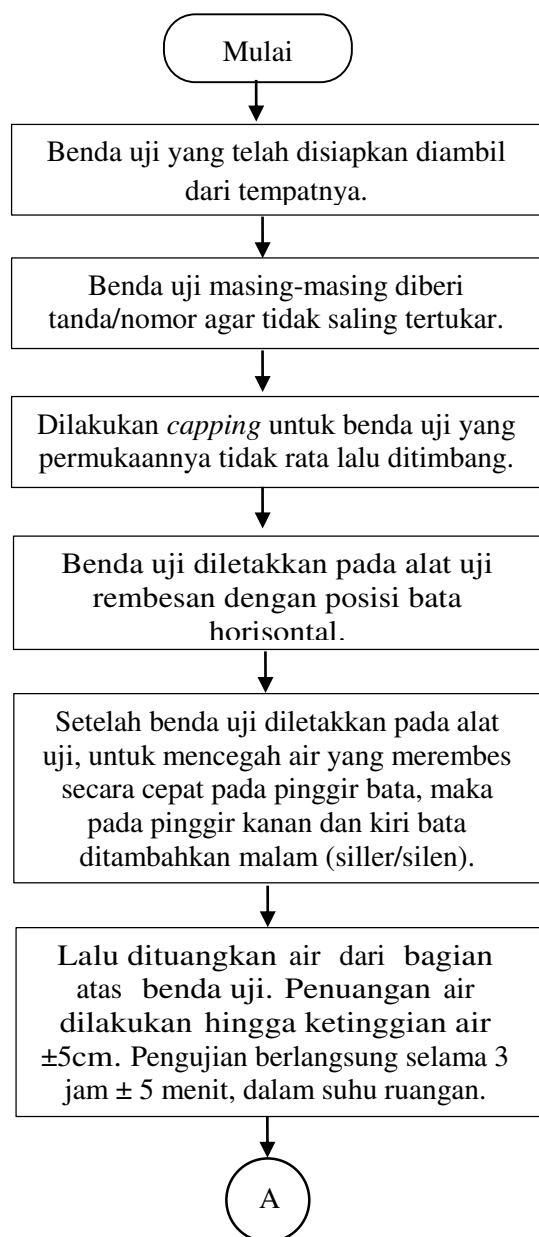 Mulai
Benda uji yang telah disiapkan diambil
dari tempatnya.
Benda uji masing-masing diberi
tanda/nomor agar tidak saling tertukar.
Dilakukan capping untuk benda uji yang
permukaannya tidak rata lalu ditimbang.
Benda uji diletakkan pada alat uji
rembesan dengan posisi bata
horisontal.
Setelah benda uji diletakkan pada alat
uji, untuk mencegah air yang merembes
secara cepat pada pinggir bata, maka
pada pinggir kanan dan kiri bata
ditambahkan malam (siller/silen).
Lalu dituangkan air dari bagian
atas benda uji. Penuangan air
dilakukan hingga ketinggian air
±5cm. Pengujian berlangsung selama 3
jam ± 5 menit, dalam suhu ruangan.
A